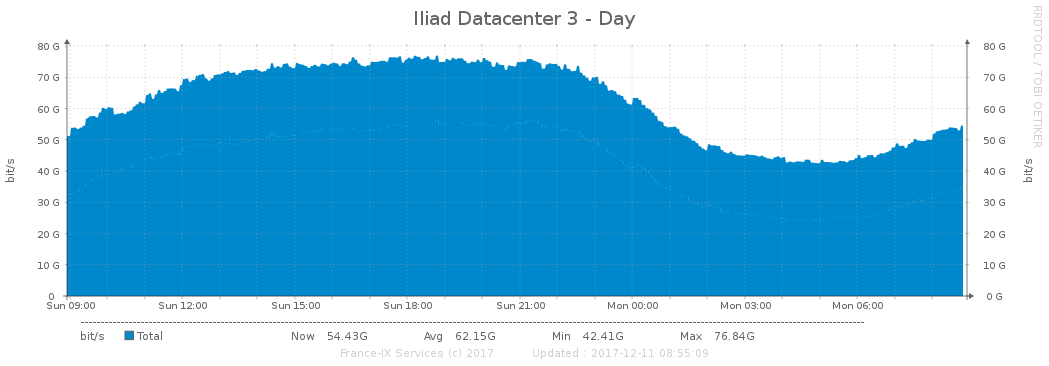 Iliad Datacenter 3 - Day
RRDTOOL / TOBI OETIKER
80 G 80 G
70 G 70 G
60 G 60 G
50 G 50 G
40 G 40 G
30 G 30 G
20 G 20 G
10 G 10 G
0 0 G
bit/s
bit/s
Sun 09:00 Sun 12:00 Sun 15:00 Sun 18:00 Sun 21:00 Mon 00:00 Mon 03:00 Mon 06:00
bit/s Total Now 54.43G Avg 62.15G Min 42.41G Max 76.84G
France-IX Services (c) 2017 Updated : 2017-12-11 08:55:09